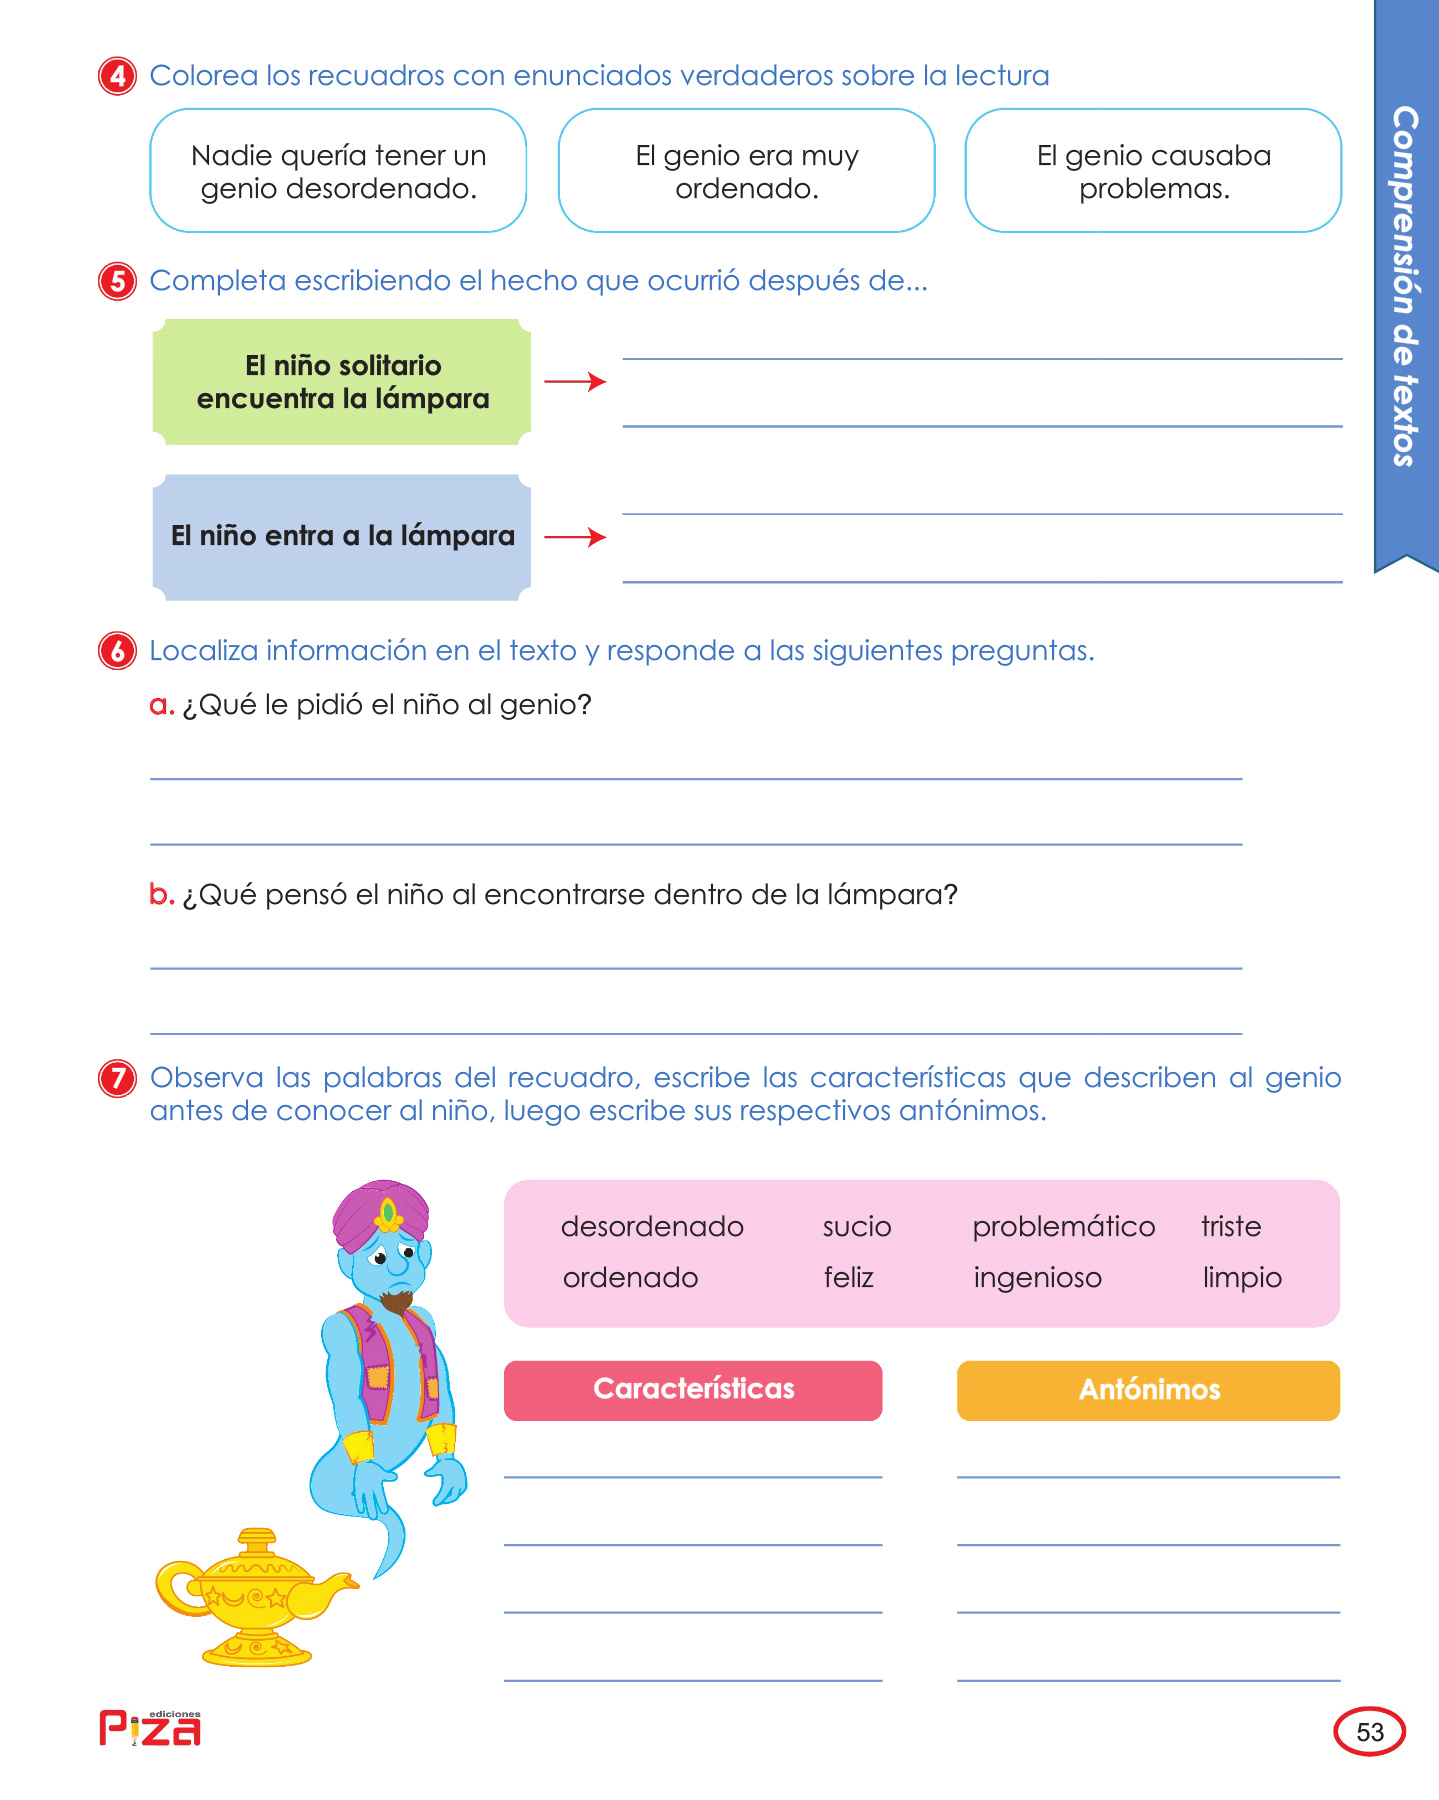 4 Colorea los recuadros con enunciados verdaderos sobre la lectura
Nadie quería tener un
genio desordenado.
El genio era muy
ordenado.
El genio causaba
problemas.
5 Completa escribiendo el hecho que ocurrió después de...
El niño solitario
encuentra la lámpara
El niño entra a la lámpara
6 Localiza información en el texto y responde a las siguientes preguntas.
a. ¿Qué le pidió el niño al genio?
b. ¿Qué pensó el niño al encontrarse dentro de la lámpara?
7 Observa las palabras del recuadro, escribe las características que describen al genio
antes de conocer al niño, luego escribe sus respectivos antónimos.
desordenado sucio problemático triste
ordenado feliz ingenioso limpio
Características Antónimos
Comprensión de textos
ediciones
Piza
53